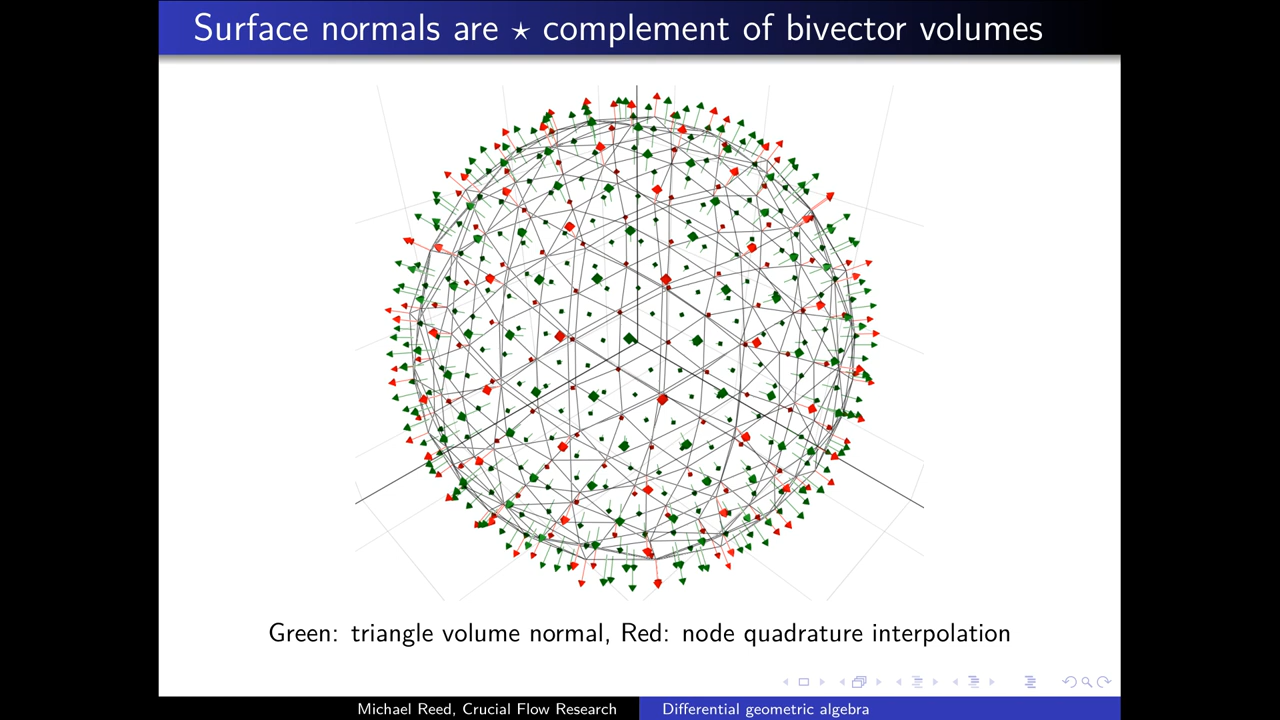 Surface normals are ⋆ complement of bivector volumes
Green: triangle volume normal, Red: node quadrature interpolation
Michael Reed, Crucial Flow Research
Differential geometric algebra